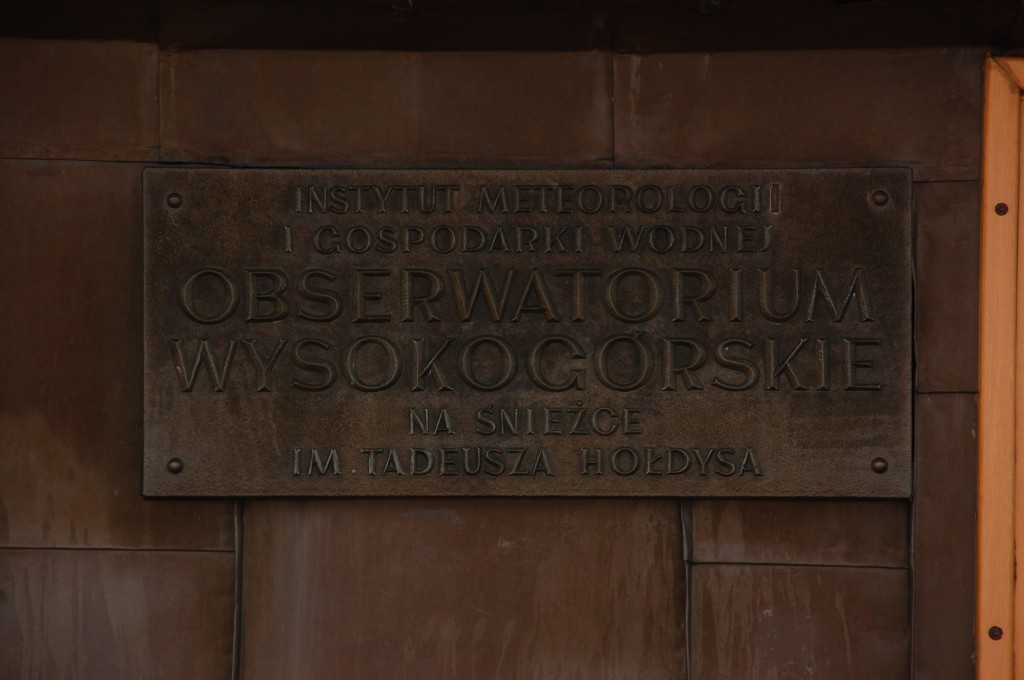 INSTYTUT METEOROLOGII
I GOSPODARKI WODNEJ
OBSERWATORIUM
WYSOKOGÓRSKIE
NA ŚNIEŻCE
IM. TADEUSZA HOŁDYSA